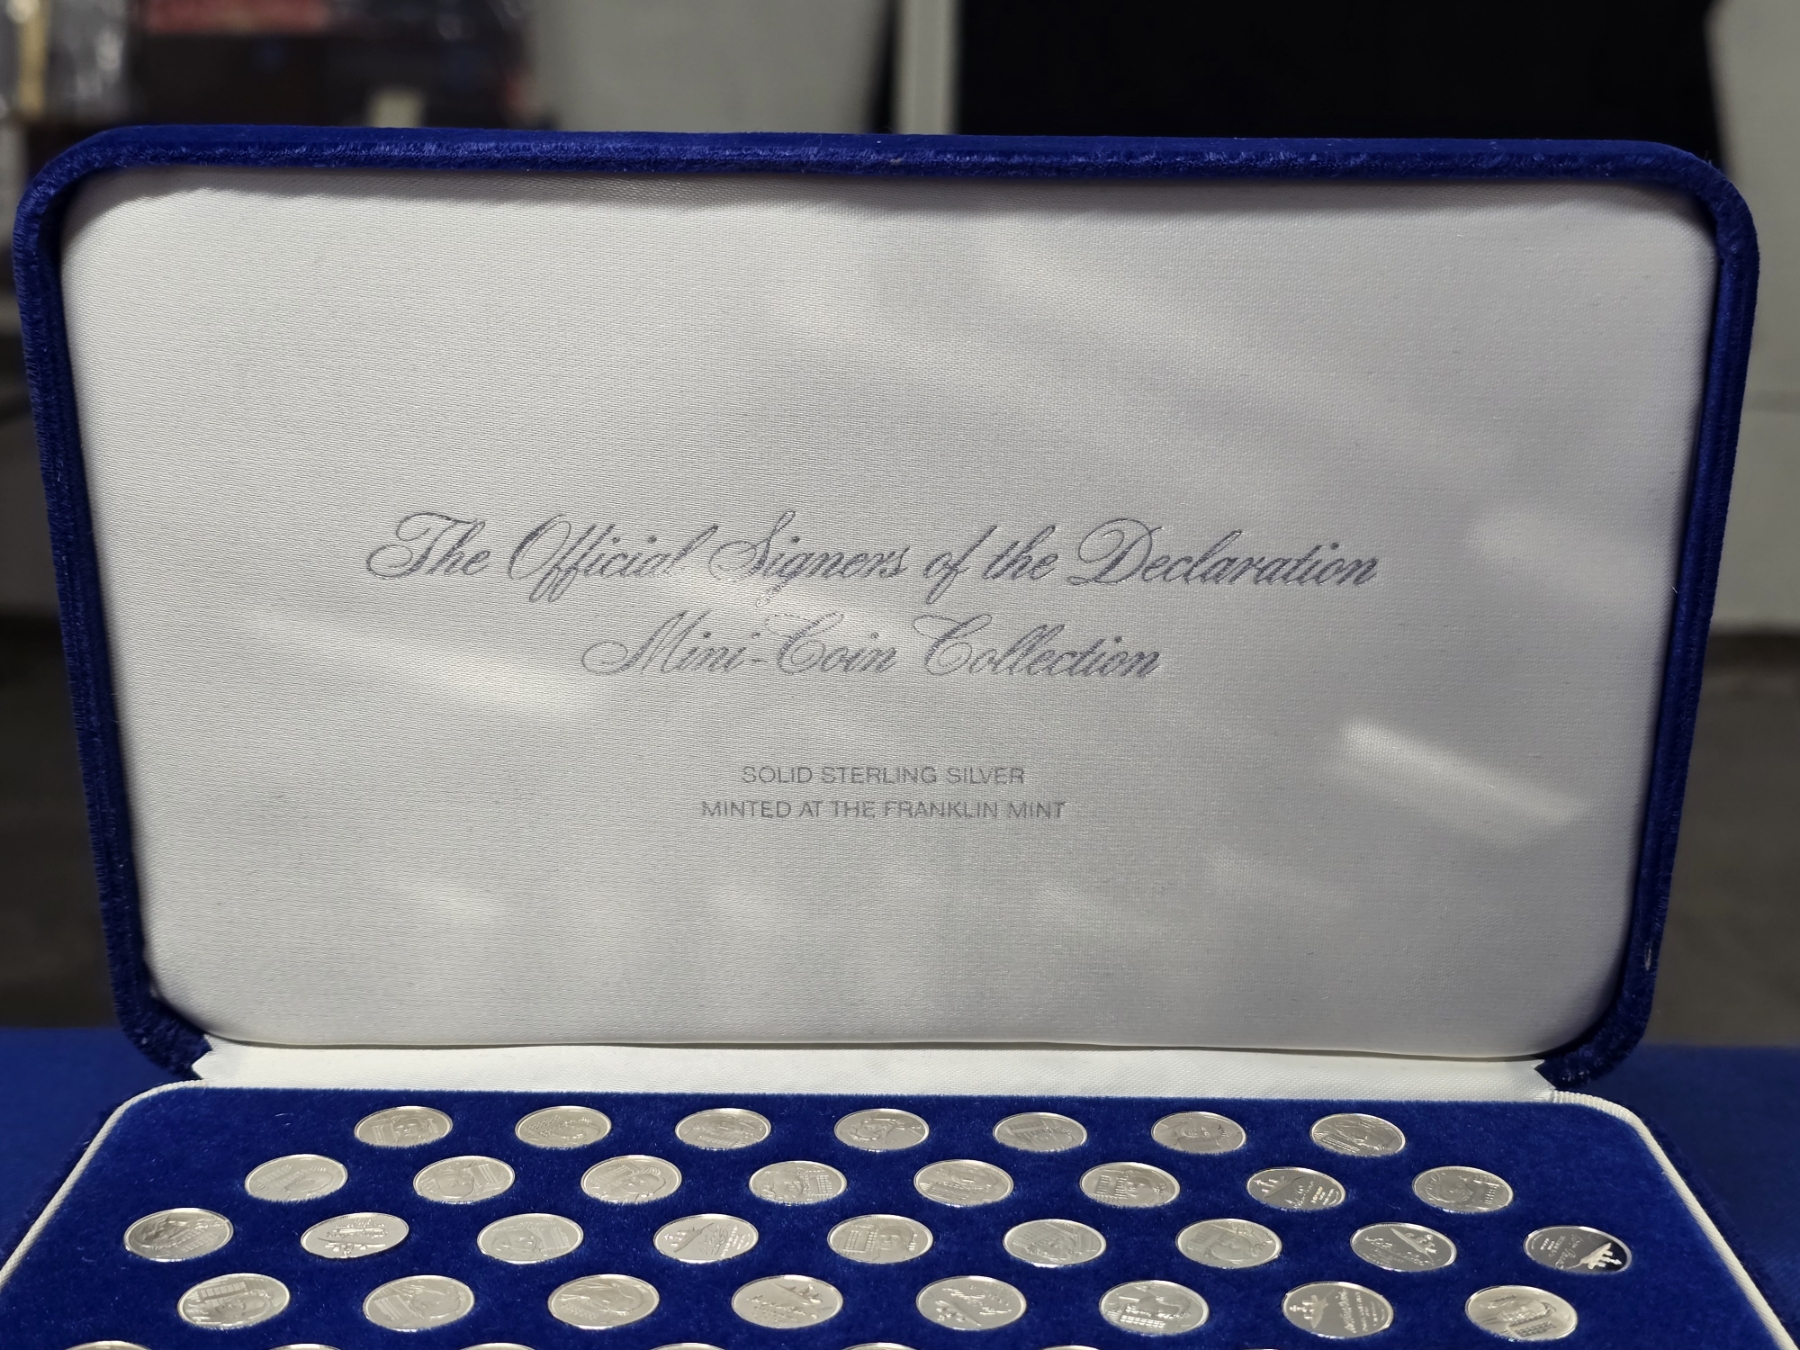 The Official Signers of the Declaration
Mini-Coin Collection
SOLID STERLING SILVER
MINTED AT THE FRANKLIN MINT